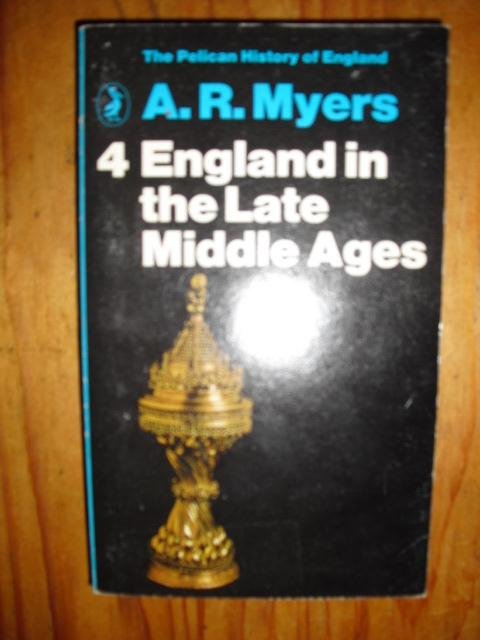 The Pelican History of England
A. R. Myers
4 England in
the Late
Middle Ages